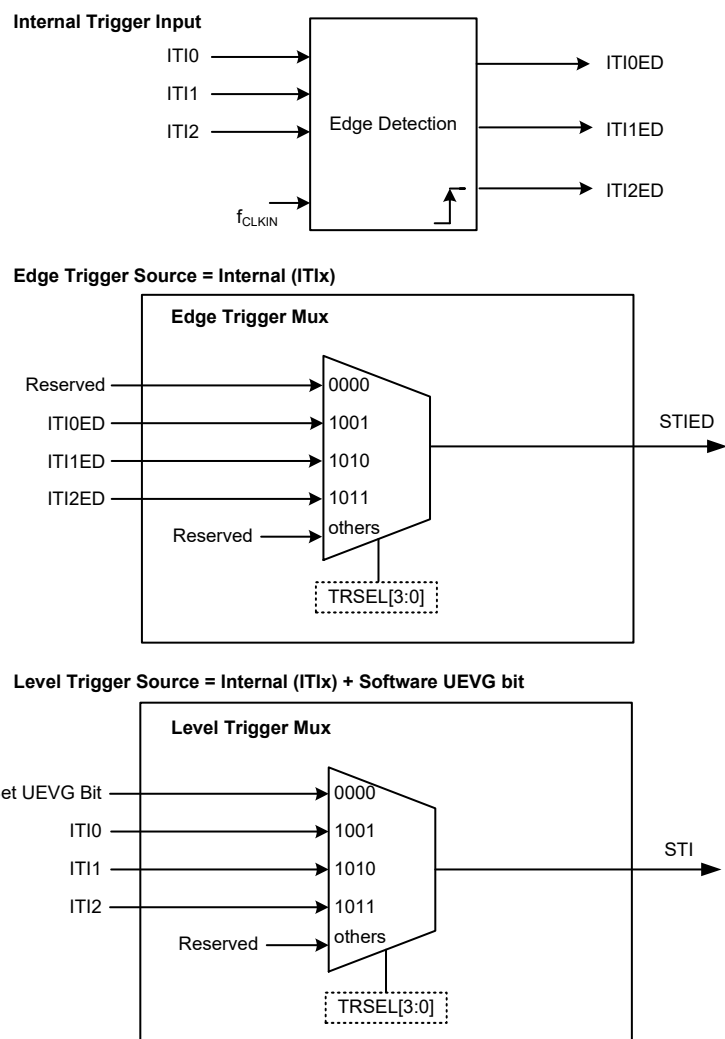 Internal Trigger Input
ITI0
ITI1
ITI2
fCLKIN
Edge Detection
ITI0ED
ITI1ED
ITI2ED
Edge Trigger Source = Internal (ITIx)
Edge Trigger Mux
Reserved
0000
ITI0ED
1001
ITI1ED
1010
ITI2ED
1011
Reserved
others
TRSEL[3:0]
STIED
Level Trigger Source = Internal (ITIx) + Software UEVG bit
Level Trigger Mux
et UEVG Bit
0000
ITI0
1001
ITI1
1010
ITI2
1011
Reserved
others
TRSEL[3:0]
STI